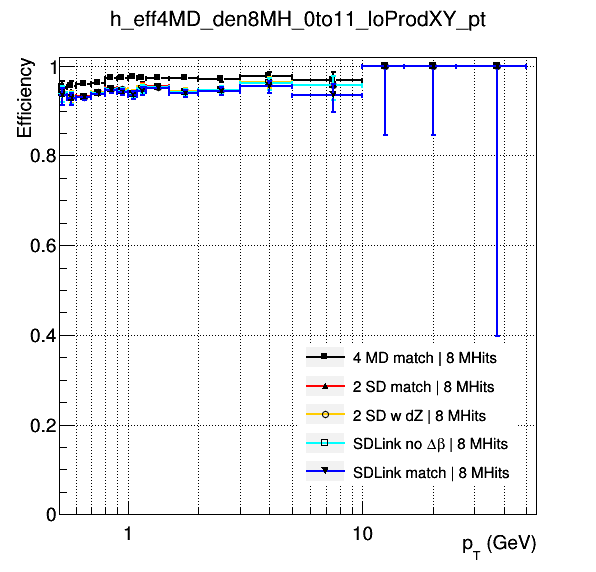 h_eff4MD_den8MH_0to11_loProdXY_pt
Efficiency
1
0.8
0.6
0.4
0.2
0
4 MD match | 8 MHits
2 SD match | 8 MHits
2 SD w dZ | 8 MHits
SDLink no Δβ | 8 MHits
SDLink match | 8 MHits
1
10
p_T (GeV)